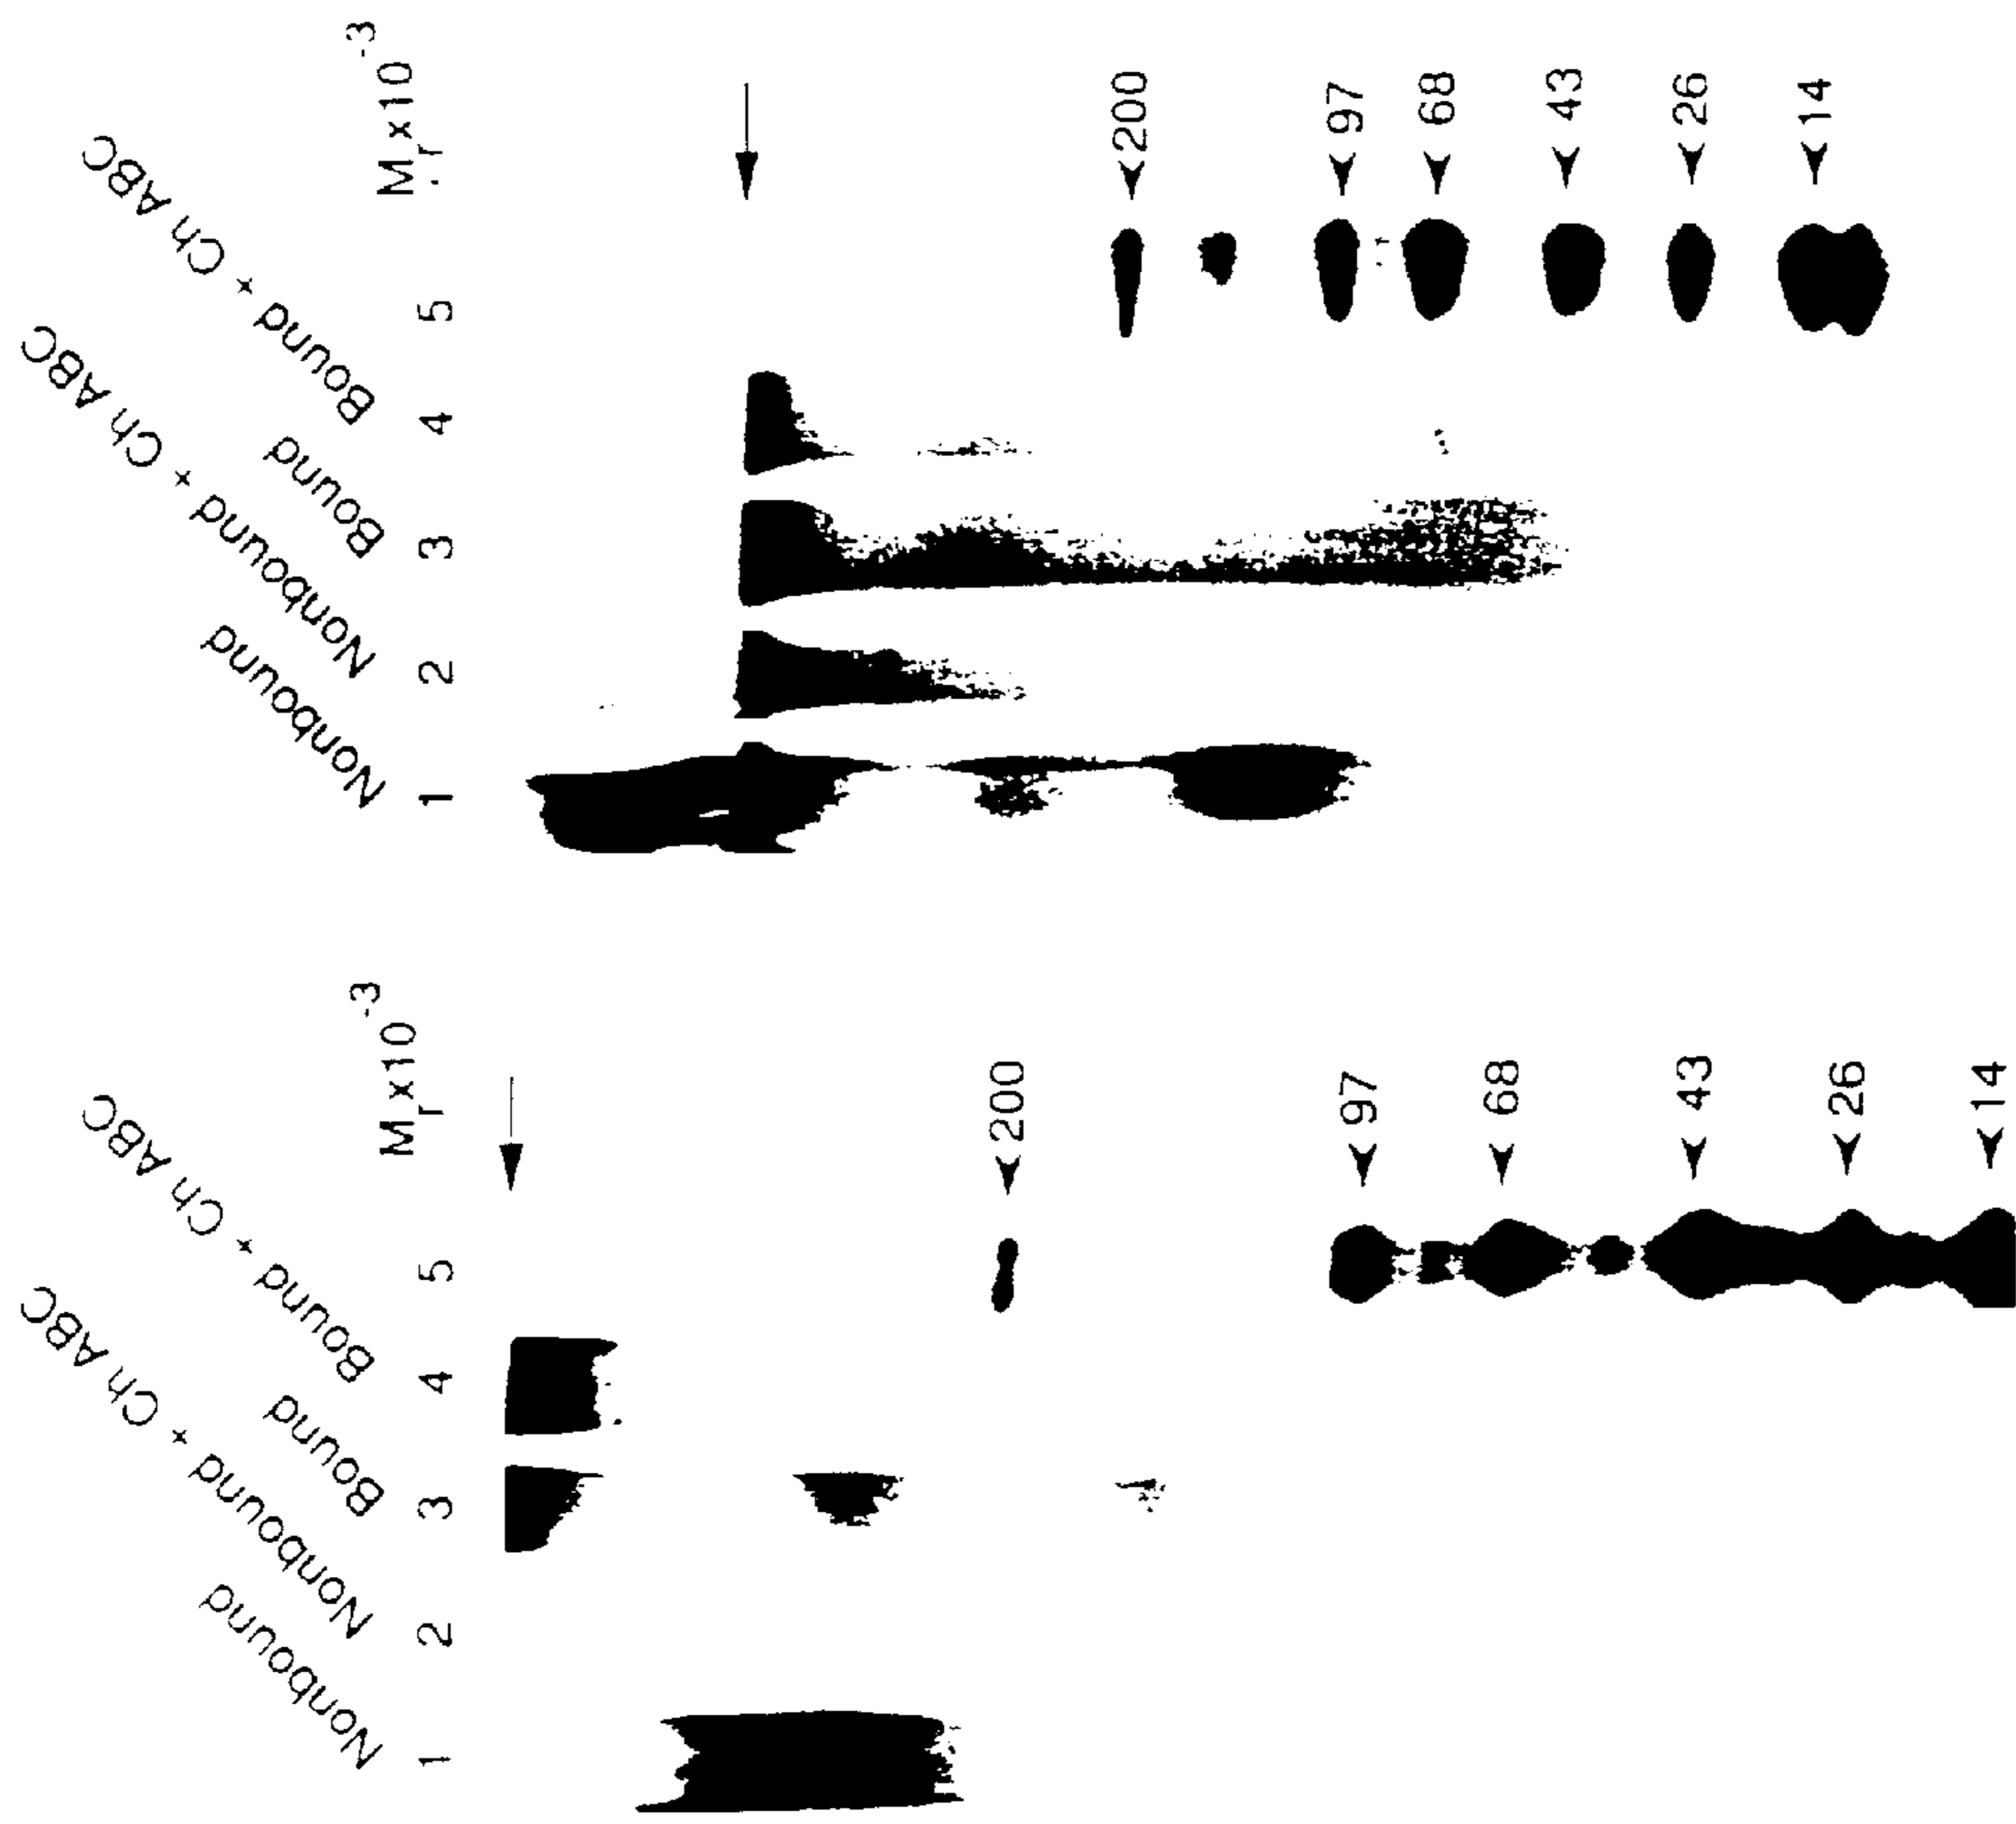 Nonbound
Nonbound + Ch ABC
Bound
Bound + Ch ABC
Mr x10-3
1 2 3 4 5
200
97
68
43
26
14
Nonbound
Nonbound + Ch ABC
Bound
Bound + Ch ABC
Mr x10-3
1 2 3 4 5
200
97
68
43
26
14